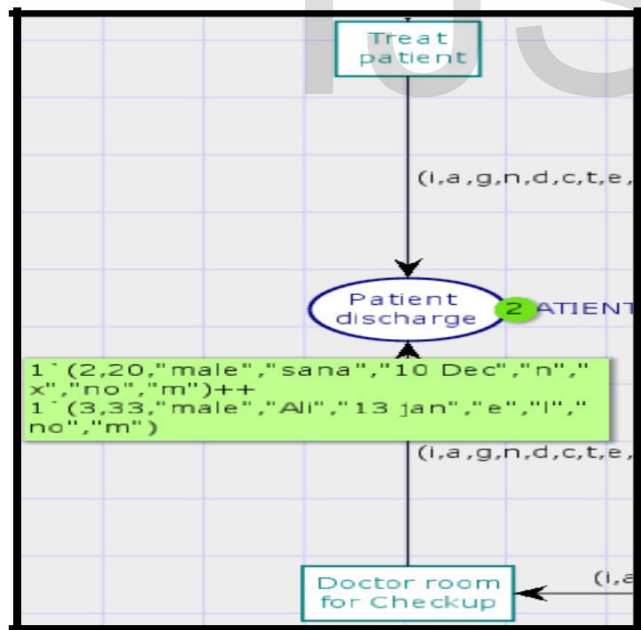 Treat
patient
(i,a,g,n,d,c,t,e,
Patient
discharge
2
ATIENT
1`(2,20,"male","sana","10 Dec","n","
x","no","m")++
1`(3,33,"male","Ali","13 jan","e","l","
no","m")
(i,a,g,n,d,c,t,e,
Doctor room
for Checkup
(i,a